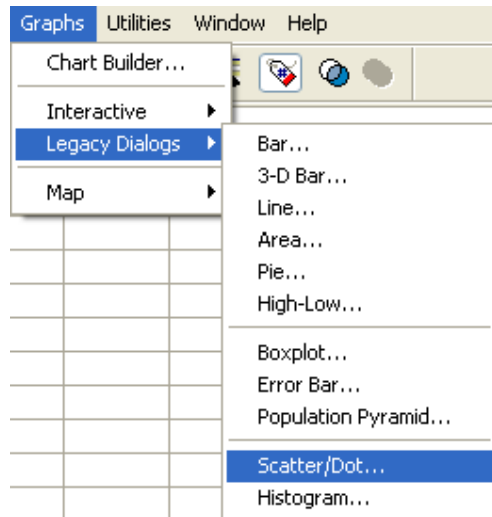 Graphs Utilities Window Help
Chart Builder...
Interactive
Legacy Dialogs
Map
Bar...
3-D Bar...
Line...
Area...
Pie...
High-Low...
Boxplot...
Error Bar...
Population Pyramid...
Scatter/Dot...
Histogram...